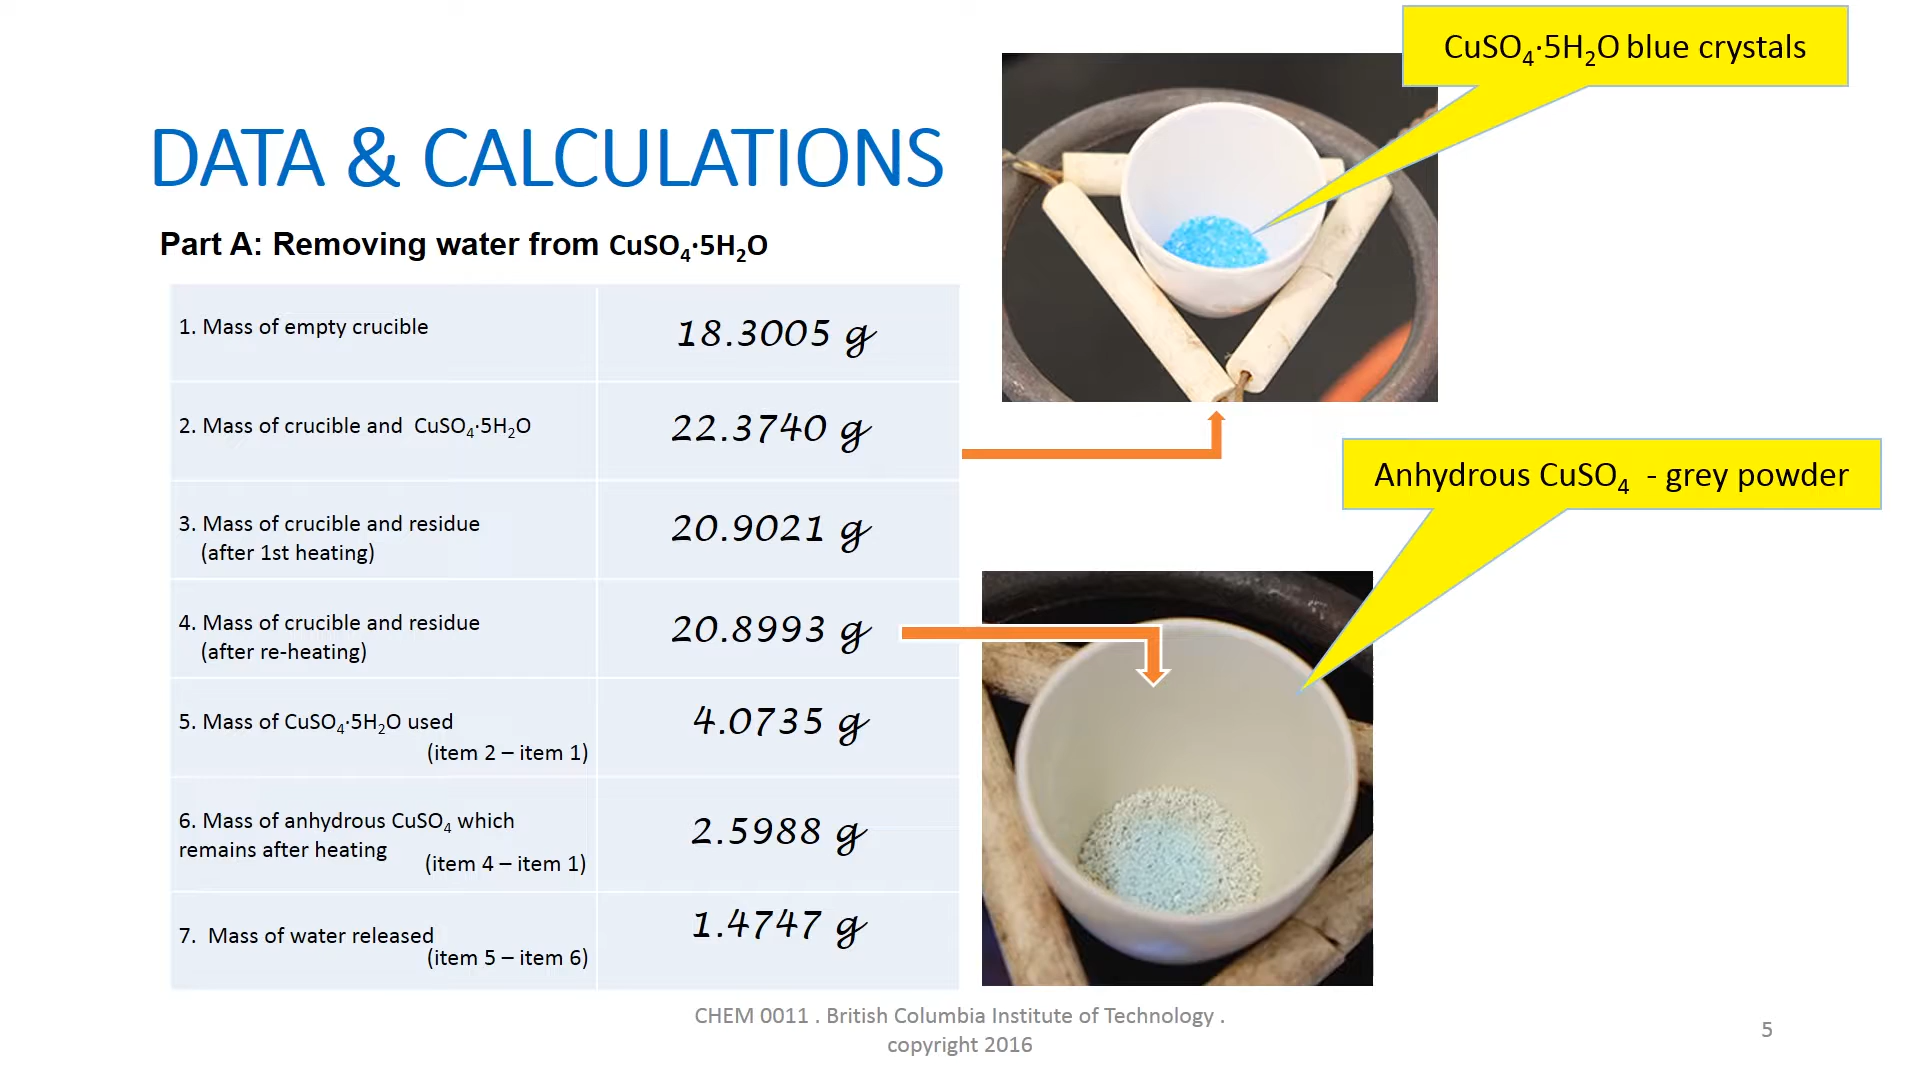 CuSO4·5H2O blue crystals
DATA & CALCULATIONS
Part A: Removing water from CuSO4·5H2O
1. Mass of empty crucible
18.3005 g
2. Mass of crucible and CuSO4·5H2O
22.3740 g
Anhydrous CuSO4 - grey powder
3. Mass of crucible and residue
(after 1st heating)
20.9021 g
4. Mass of crucible and residue
(after re-heating)
20.8993 g
5. Mass of CuSO4·5H2O used
(item 2 – item 1)
4.0735 g
6. Mass of anhydrous CuSO4 which
remains after heating (item 4 – item 1)
2.5988 g
7. Mass of water released
(item 5 – item 6)
1.4747 g
CHEM 0011 . British Columbia Institute of Technology .
copyright 2016
5